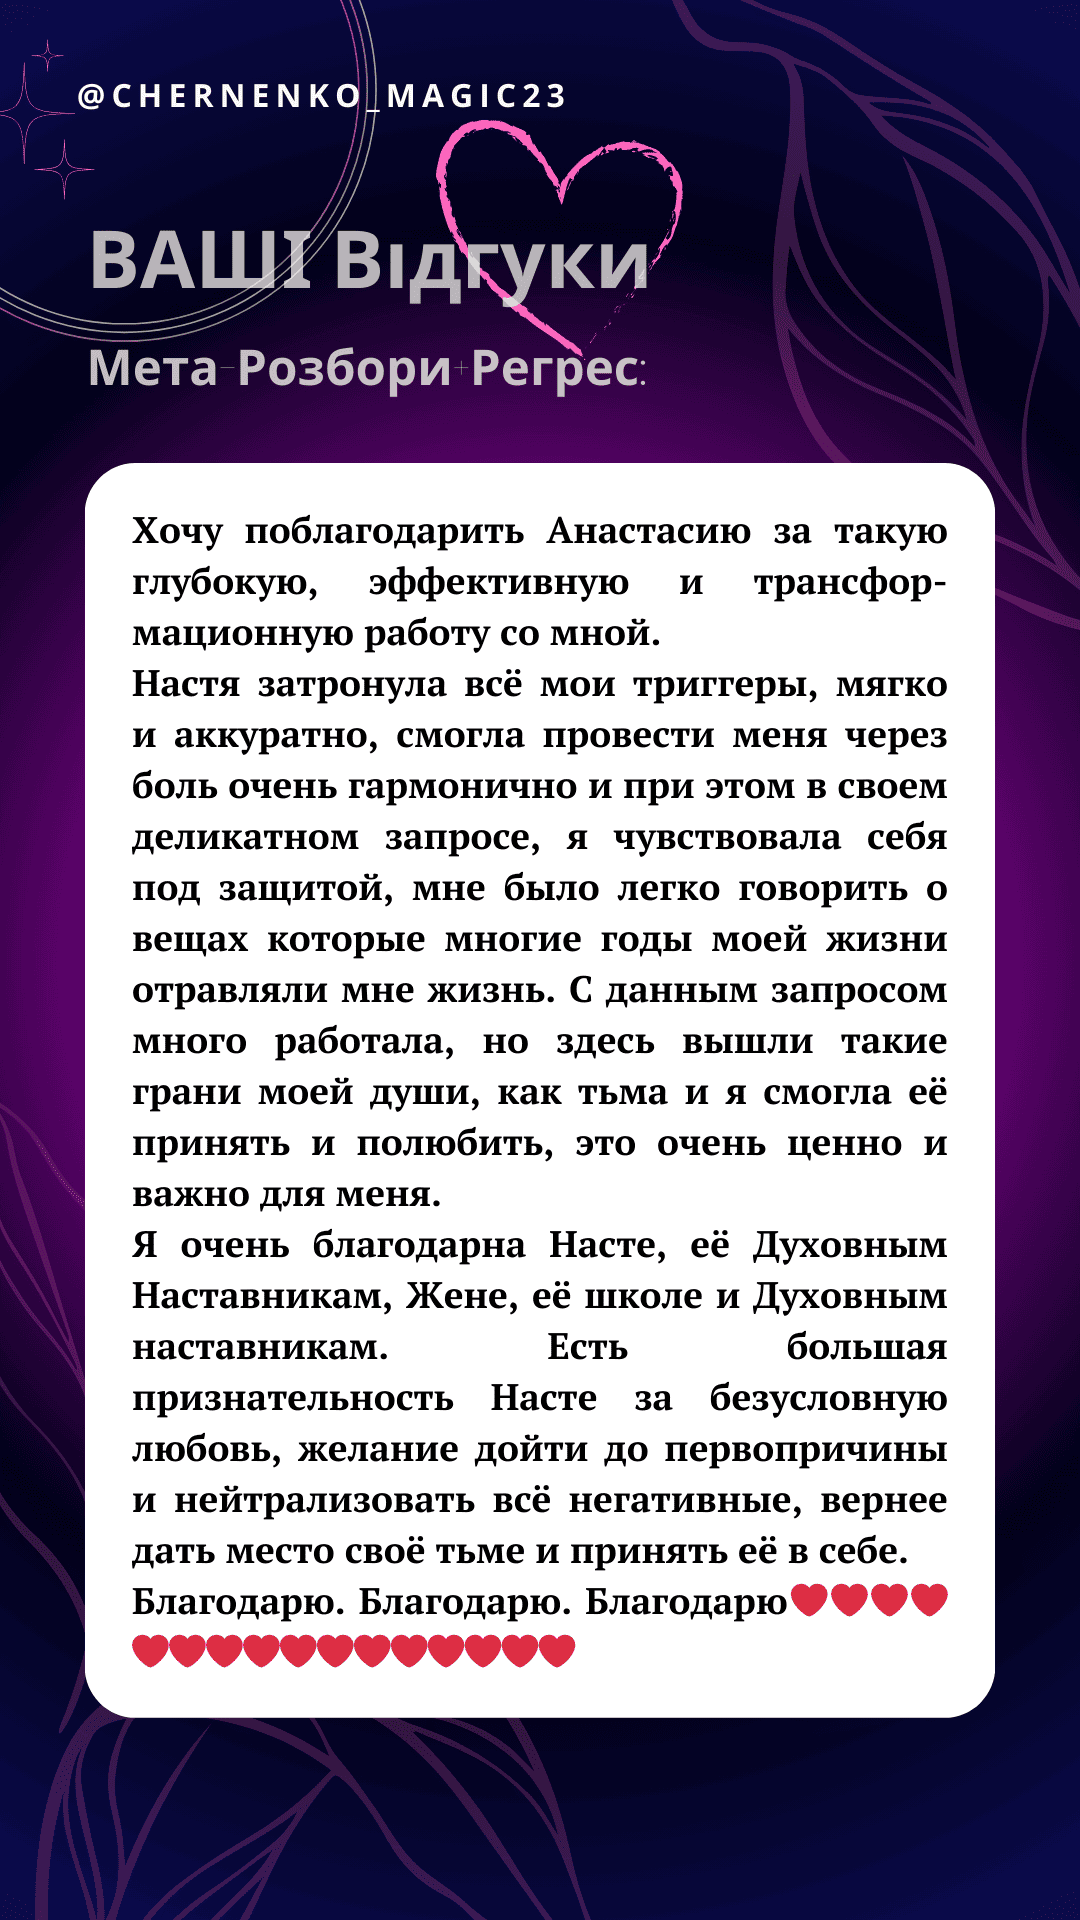 @CHERNENKO_MAGIC23
ВАШІ Відгуки
Мета-Розбори+Регрес:
Хочу поблагодарить Анастасию за такую
глубокую, эффективную и трансфор-
мационную работу со мной.
Настя затронула всё мои триггеры, мягко
и аккуратно, смогла провести меня через
боль очень гармонично и при этом в своем
деликатном запросе, я чувствовала себя
под защитой, мне было легко говорить о
вещах которые многие годы моей жизни
отравляли мне жизнь. С данным запросом
много работала, но здесь вышли такие
грани моей души, как тьма и я смогла её
принять и полюбить, это очень ценно и
важно для меня.
Я очень благодарна Насте, её Духовным
Наставникам, Жене, её школе и Духовным
наставникам. Есть большая
признательность Насте за безусловную
любовь, желание дойти до первопричины
и нейтрализовать всё негативные, вернее
дать место своё тьме и принять её в себе.
Благодарю. Благодарю. Благодарю❤❤❤❤
❤❤❤❤❤❤❤❤❤❤❤❤